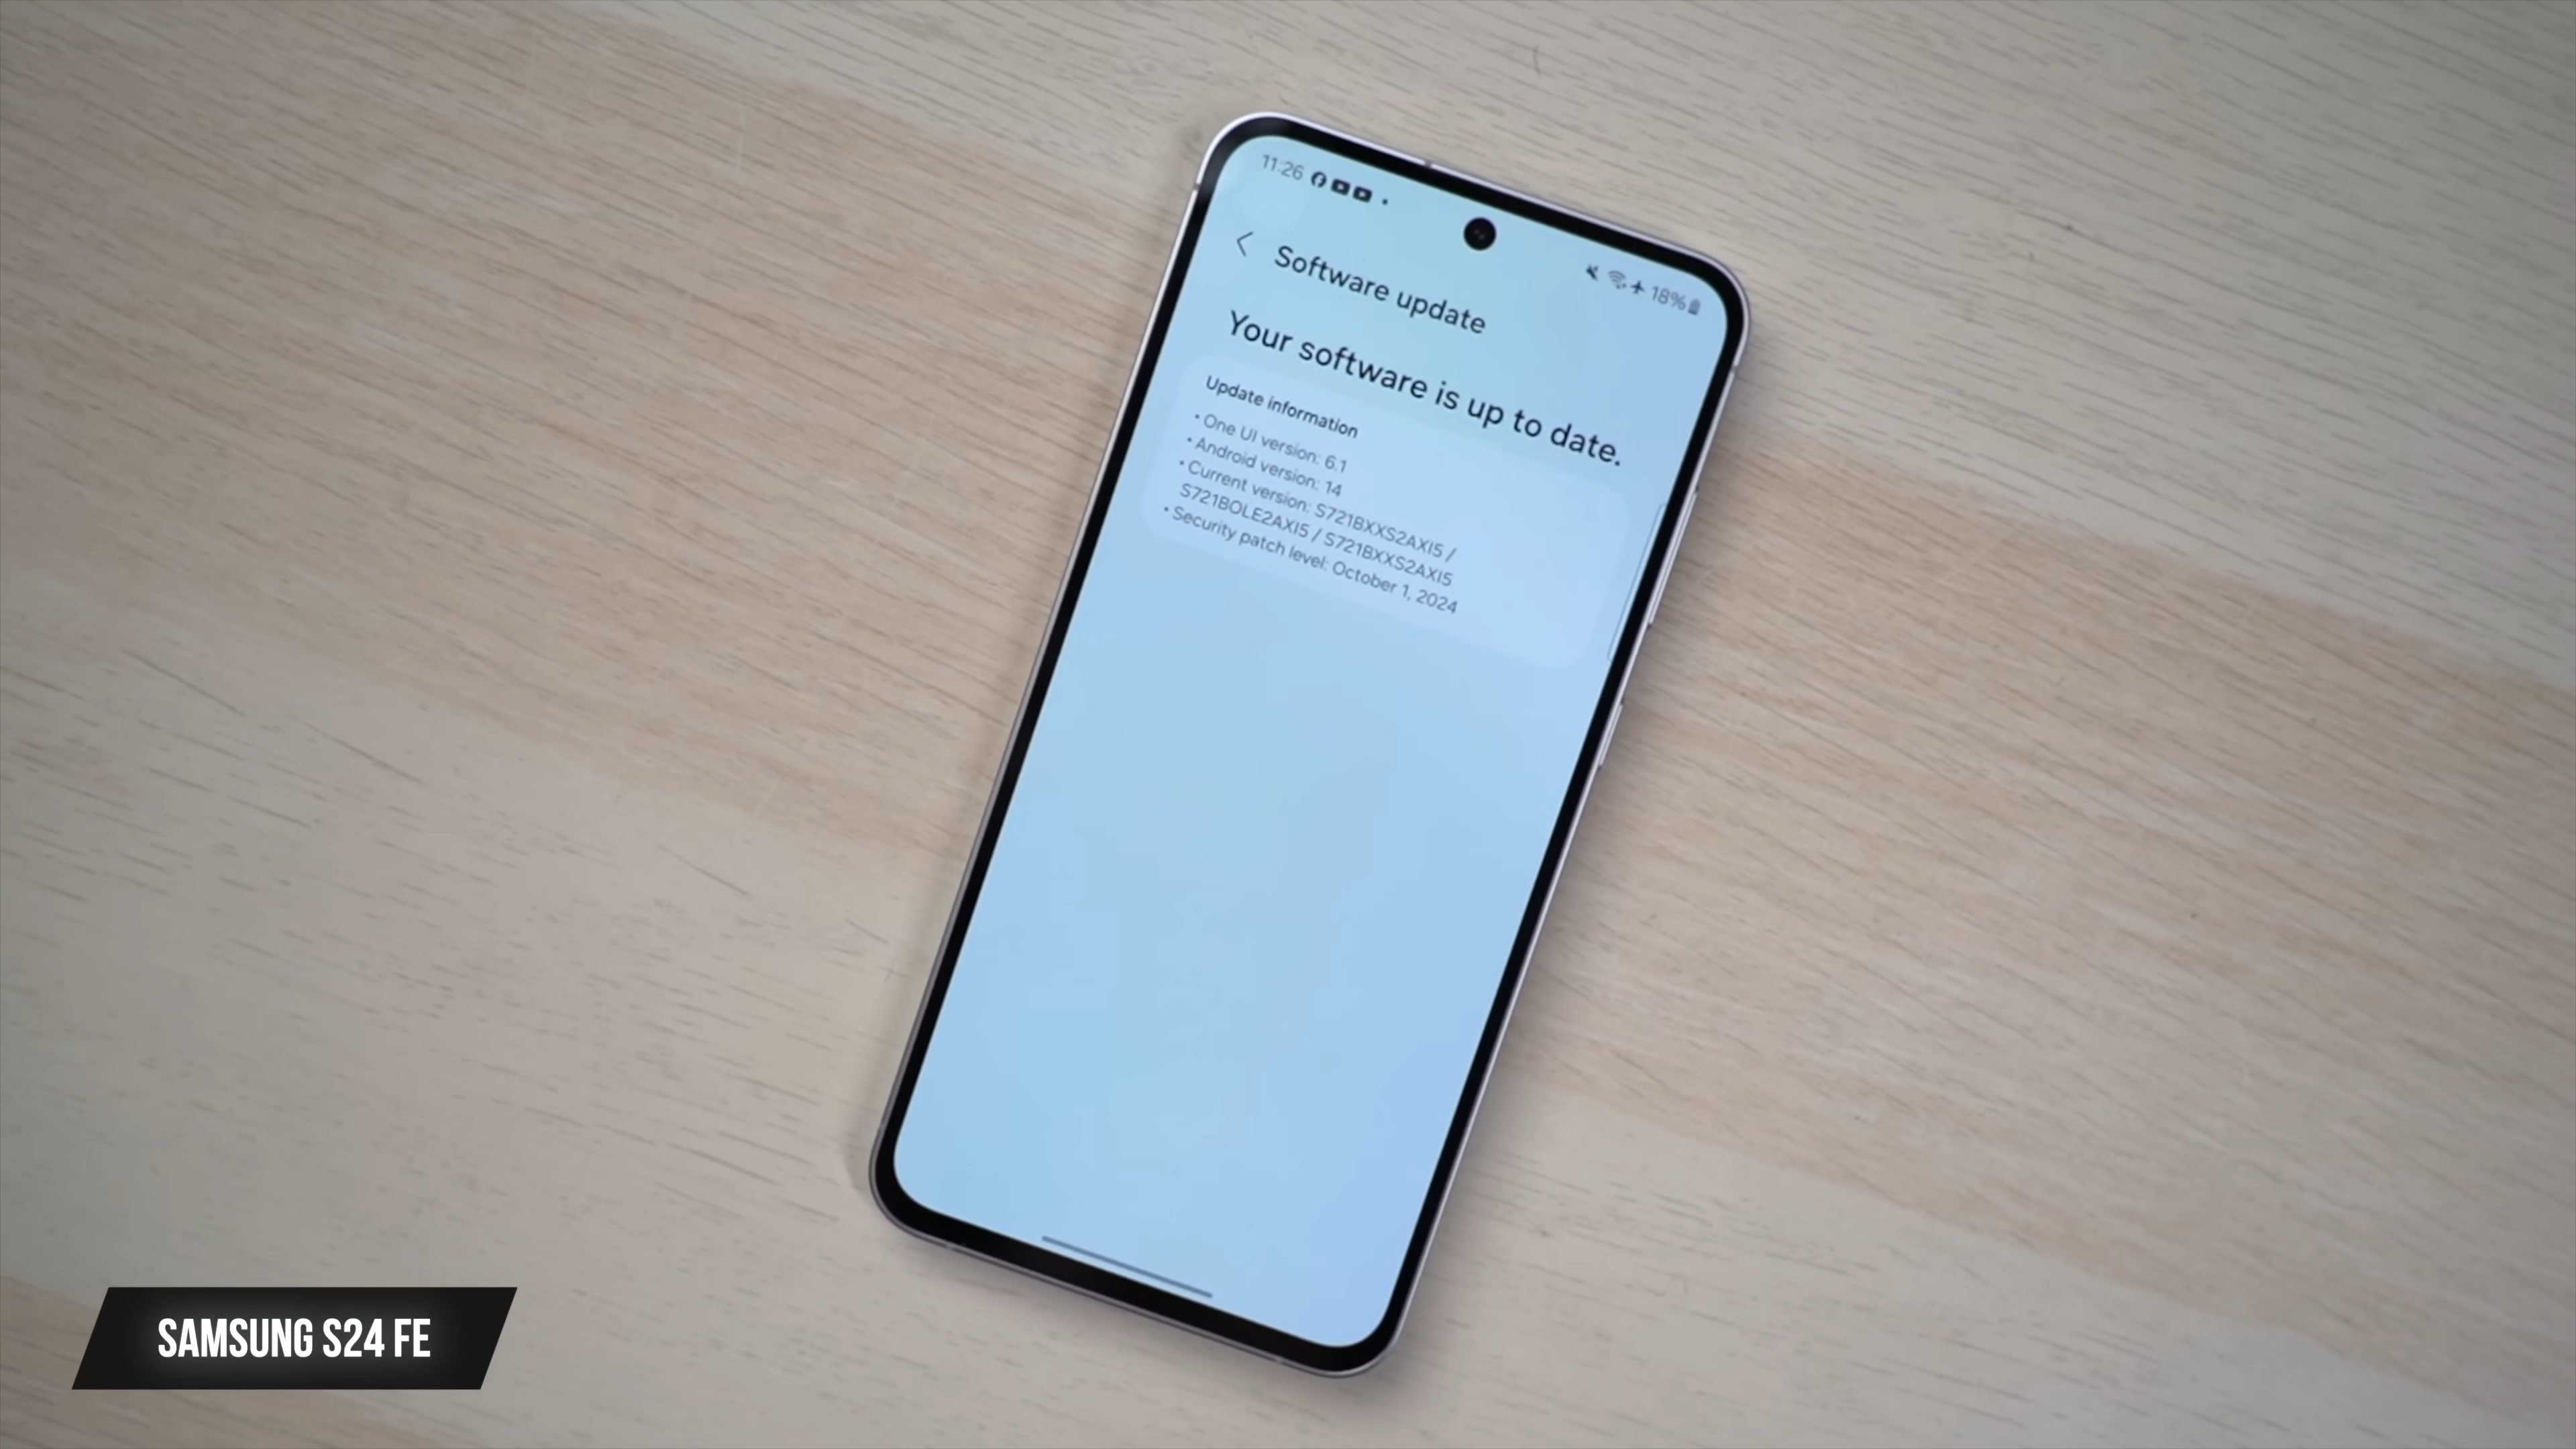 11:26
18%
Software update
Your software is up to date.
Update information
• One UI version: 6.1
• Android version: 14
• Current version: S721BXXS2AXI5 /
S721BOLE2AXI5 / S721BXXS2AXI5
• Security patch level: October 1, 2024
SAMSUNG S24 FE